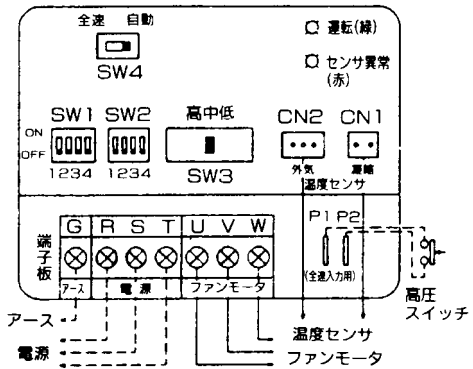 全速 自動
SW4
運転(緑)
センサ異常
(赤)
SW1 SW2 高中低 CN2 CN1
ON
OFF
1234 1234 SW3 外気 凝縮
温度センサ
G R S T U V W
端子板
アース 電源 ファンモータ
P1 P2
(全速入力用)
高圧
スイッチ
アース
電源
温度センサ
ファンモータ